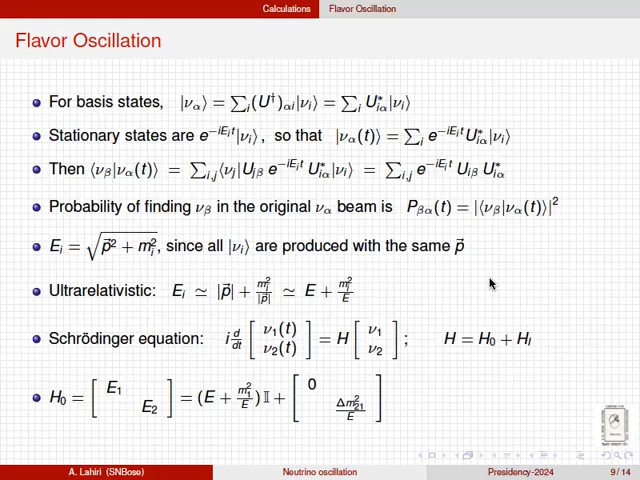 Calculations Flavor Oscillation
Flavor Oscillation
For basis states, |ν_α⟩ = ∑_i (U^†)_{αi}|ν_i⟩ = ∑_i U^*_{iα}|ν_i⟩
Stationary states are e^{−iE_i t}|ν_i⟩ , so that |ν_α(t)⟩ = ∑_i e^{−iE_i t} U^*_{iα}|ν_i⟩
Then ⟨ν_β|ν_α(t)⟩ = ∑_{i,j} ⟨ν_j|U_{jβ} e^{−iE_i t} U^*_{iα}|ν_i⟩ = ∑_{i,j} e^{−iE_i t} U_{iβ} U^*_{iα}
Probability of finding ν_β in the original ν_α beam is P_{βα}(t) = |⟨ν_β|ν_α(t)⟩|^2
E_i = √(p⃗^2 + m_i^2), since all |ν_i⟩ are produced with the same p⃗
Ultrarelativistic: E_i ≃ |p⃗| + m_i^2/|p⃗| ≃ E + m_i^2/E
Schrödinger equation: i d/dt [ν_1(t) ν_2(t)] = H [ν_1 ν_2] ; H = H_0 + H_I
H_0 = [E_1 E_2] = (E + m_1^2/E) 𝕀 + [0 Δm^2_{21}/E]
A. Lahiri (SNBose) Neutrino oscillation Presidency-2024 9 / 14